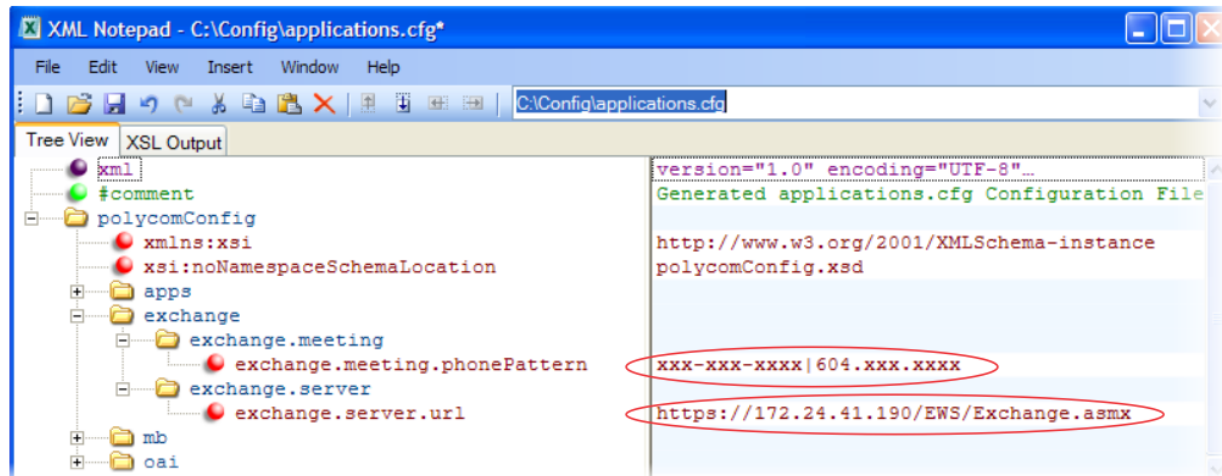 XML Notepad - C:\Config\applications.cfg*
File Edit View Insert Window Help
C:\Config\applications.cfg
Tree View XSL Output
xml version="1.0" encoding="UTF-8"…
#comment Generated applications.cfg Configuration File
polycomConfig
xmlns:xsi http://www.w3.org/2001/XMLSchema-instance
xsi:noNamespaceSchemaLocation polycomConfig.xsd
apps
exchange
exchange.meeting
exchange.meeting.phonePattern xxx-xxx-xxxx|604.xxx.xxxx
exchange.server
exchange.server.url https://172.24.41.190/EWS/Exchange.asmx
mb
oai